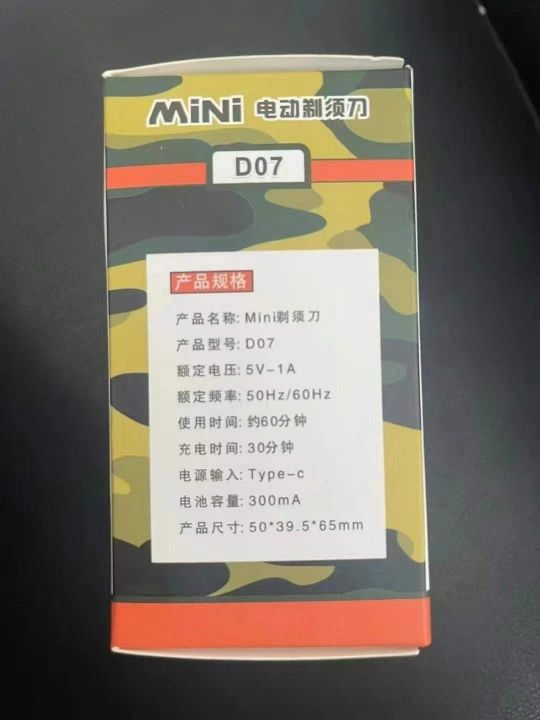 MiNi 电动剃须刀
D07
产品规格
产品名称: Mini剃须刀
产品型号: D07
额定电压: 5V-1A
额定频率: 50Hz/60Hz
使用时间: 约60分钟
充电时间: 30分钟
电源输入: Type-c
电池容量: 300mA
产品尺寸: 50*39.5*65mm